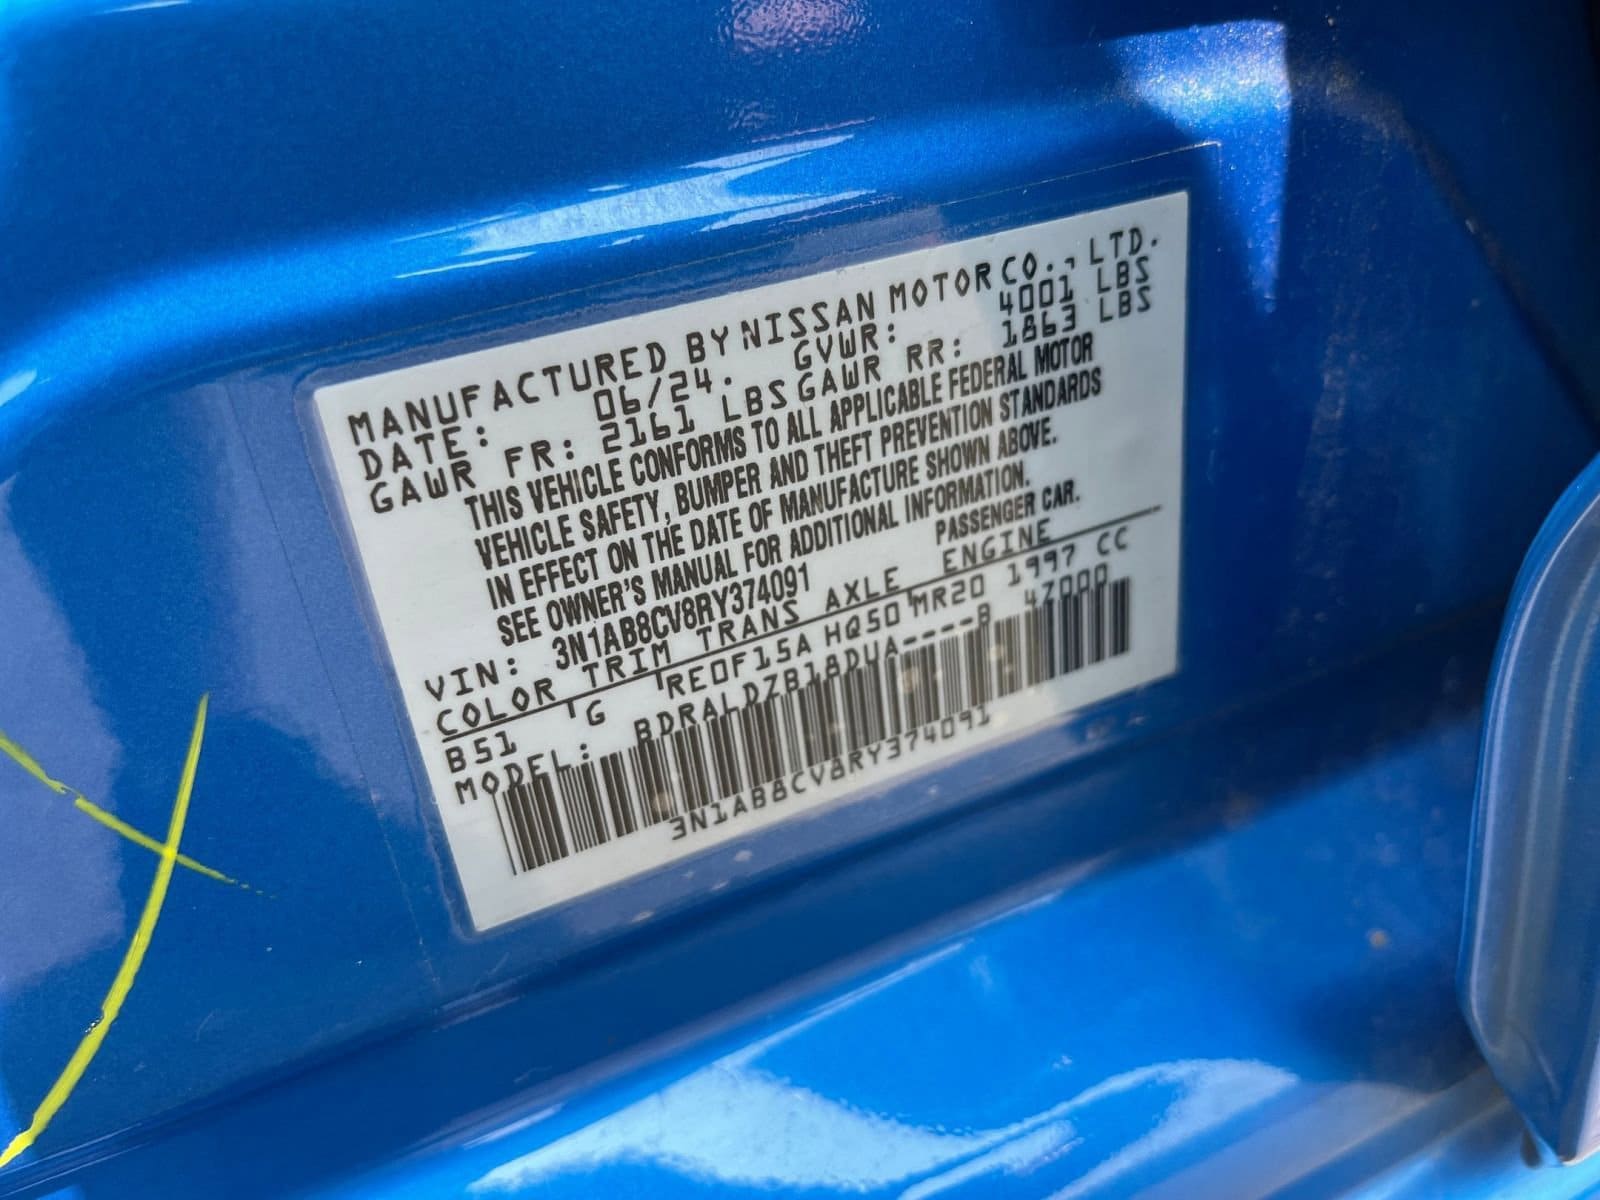 MANUFACTURED BY NISSAN MOTOR CO., LTD.
DATE: 06/24. GVWR: 4001 LBS
GAWR FR: 2161 LBS GAWR RR: 1863 LBS
THIS VEHICLE CONFORMS TO ALL APPLICABLE FEDERAL MOTOR
VEHICLE SAFETY, BUMPER AND THEFT PREVENTION STANDARDS
IN EFFECT ON THE DATE OF MANUFACTURE SHOWN ABOVE.
SEE OWNER'S MANUAL FOR ADDITIONAL INFORMATION.
VIN: 3N1AB8CV8RY374091 PASSENGER CAR.
COLOR TRIM TRANS AXLE ENGINE
B51 G RE0F15A HQ50 MR20 1997 CC
MODEL: BDRALDZB18DUA----B 47000
3N1AB8CV8RY374091